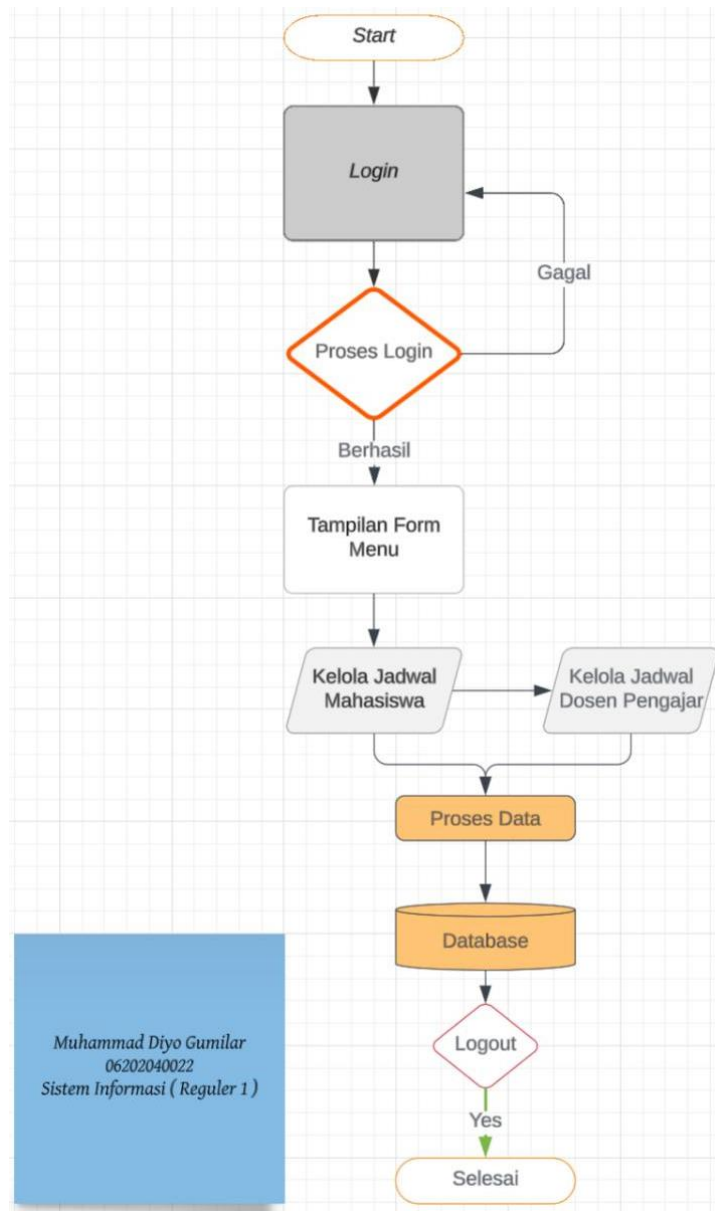 Start
Login
Gagal
Proses Login
Berhasil
Tampilan Form
Menu
Kelola Jadwal
Mahasiswa
Kelola Jadwal
Dosen Pengajar
Proses Data
Database
Logout
Yes
Selesai
Muhammad Diyo Gumilar
06202040022
Sistem Informasi ( Reguler 1 )